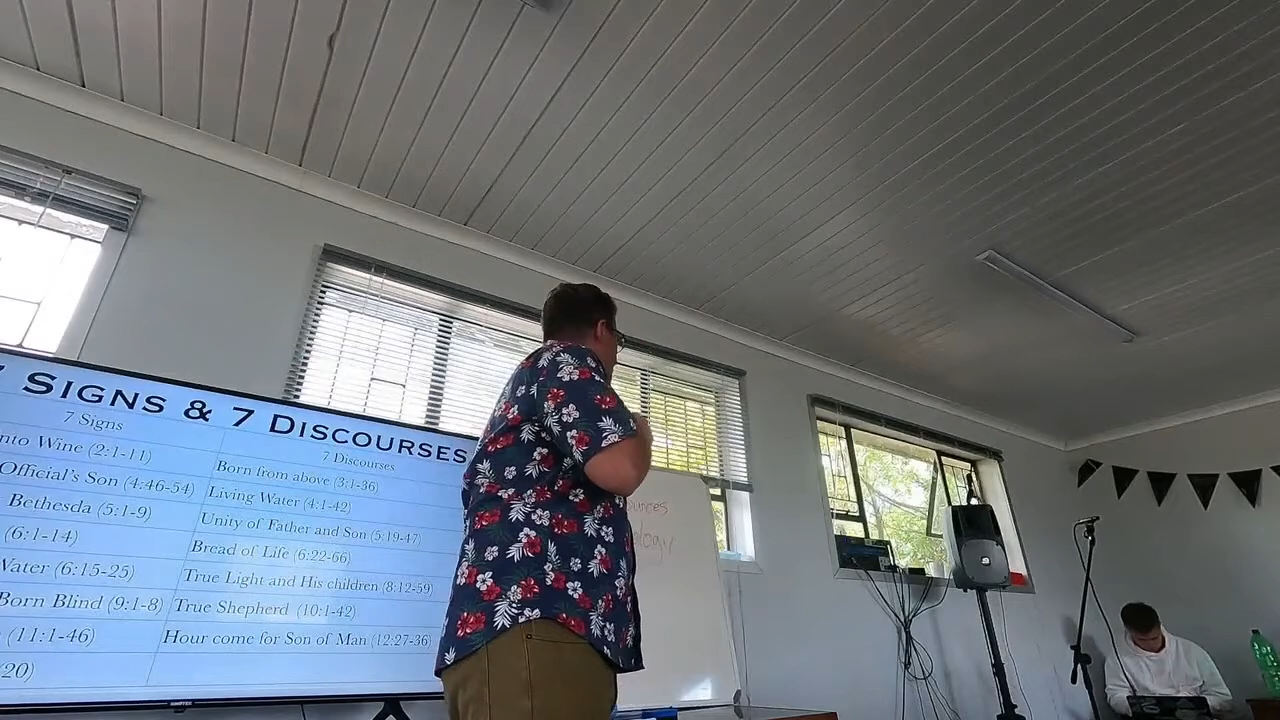 7 SIGNS & 7 DISCOURSES
7 Signs
7 Discourses
nto Wine (2:1-11)
Born from above (3:1-36)
Official's Son (4:46-54)
Living Water (4:1-42)
Bethesda (5:1-9)
Unity of Father and Son (5:19-47)
(6:1-14)
Bread of Life (6:22-66)
Water (6:15-25)
True Light and His children (8:12-59)
Born Blind (9:1-8)
True Shepherd (10:1-42)
(11:1-46)
Hour come for Son of Man (12:27-36)
20)
ounces
ology